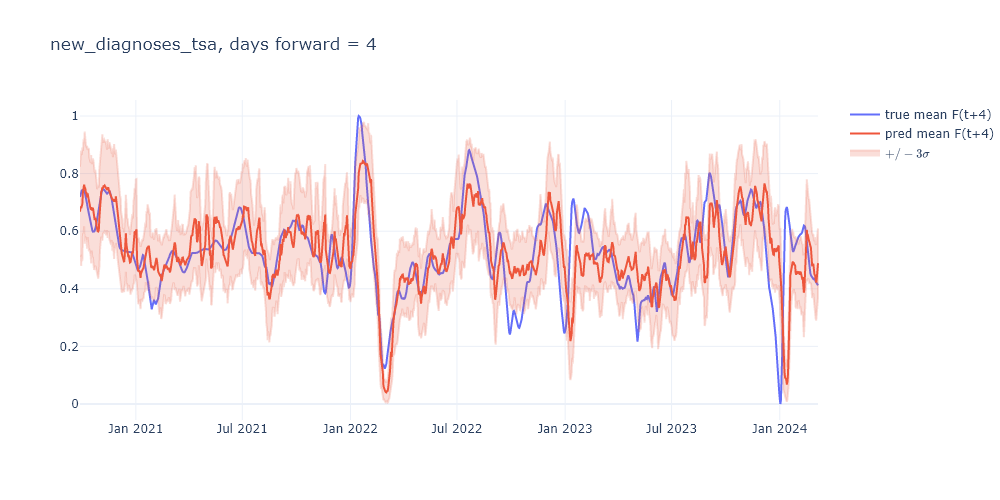 new_diagnoses_tsa, days forward = 4
true mean F(t+4)
pred mean F(t+4)
+/ − 3σ
1
0.8
0.6
0.4
0.2
0
Jan 2021
Jul 2021
Jan 2022
Jul 2022
Jan 2023
Jul 2023
Jan 2024